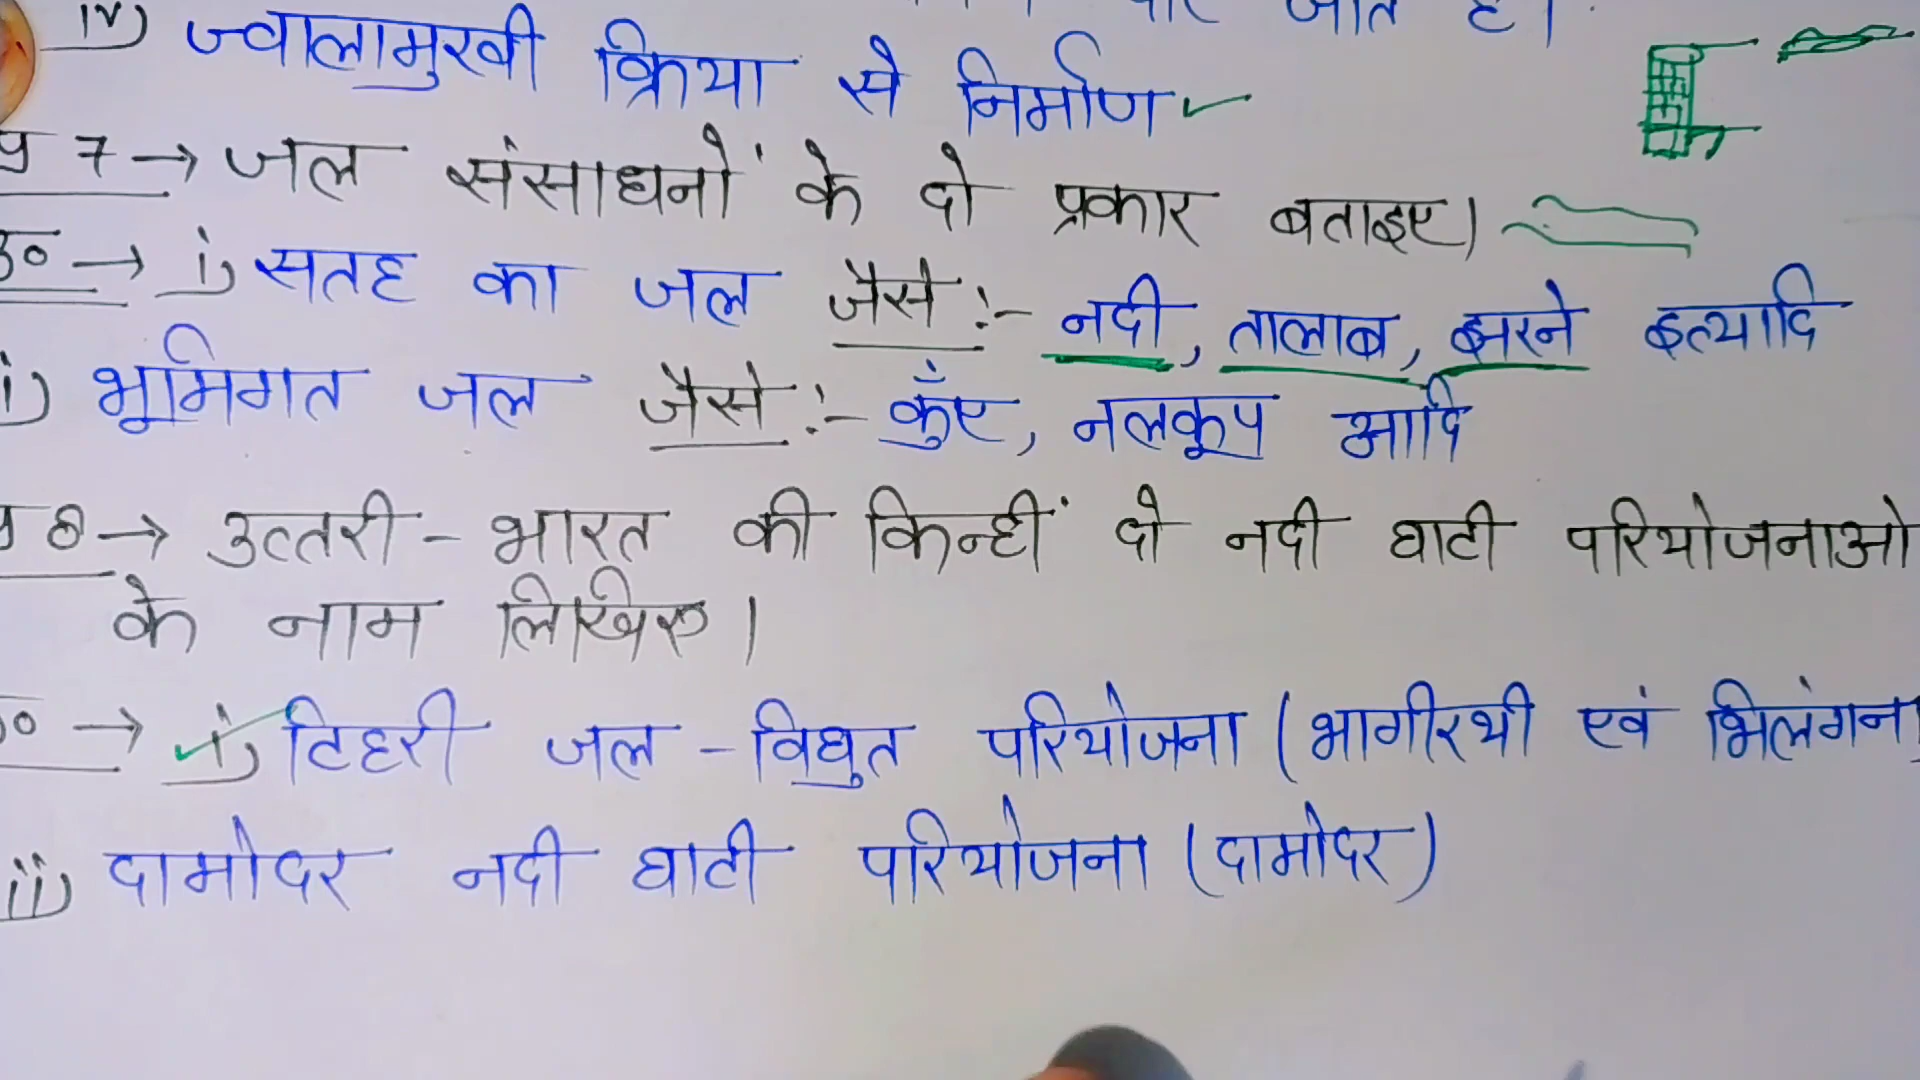 iv) ज्वालामुखी क्रिया से निर्माण
प्र 7 → जल संसाधनों के दो प्रकार बताइए।
उ० → i) सतह का जल जैसे :- नदी, तालाब, झरने इत्यादि
i) भूमिगत जल जैसे :- कुँए, नलकूप आदि
प्र 8 → उत्तरी - भारत की किन्हीं दो नदी घाटी परियोजनाओ
के नाम लिखिए।
उ० → i) टिहरी जल - विघुत परियोजना (भागीरथी एवं भिलंगना)
ii) दामोदर नदी घाटी परियोजना (दामोदर)